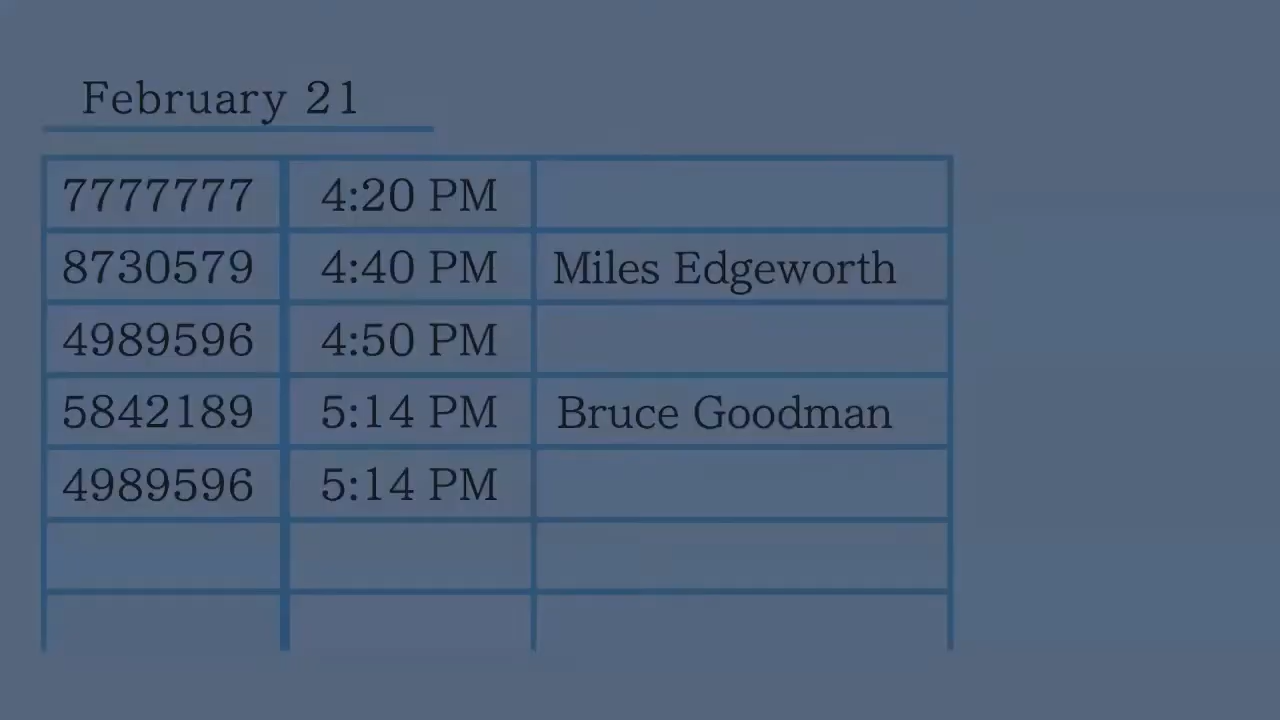 February 21
7777777 4:20 PM
8730579 4:40 PM Miles Edgeworth
4989596 4:50 PM
5842189 5:14 PM Bruce Goodman
4989596 5:14 PM